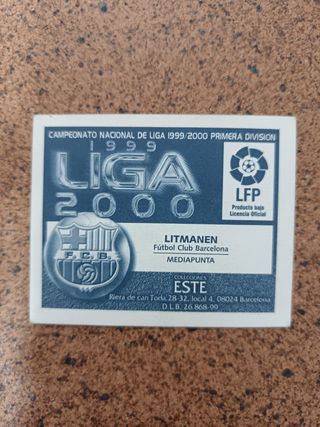 CAMPEONATO NACIONAL DE LIGA 1999/2000 PRIMERA DIVISION
1999
LIGA
2000
LFP
Producto bajo
Licencia Oficial
F.C.B.
LITMANEN
Fútbol Club Barcelona
MEDIAPUNTA
COLECCIONES
ESTE
Riera de can Toda, 28-32, local 4, 08024 Barcelona
D.L.B. 26.868-99